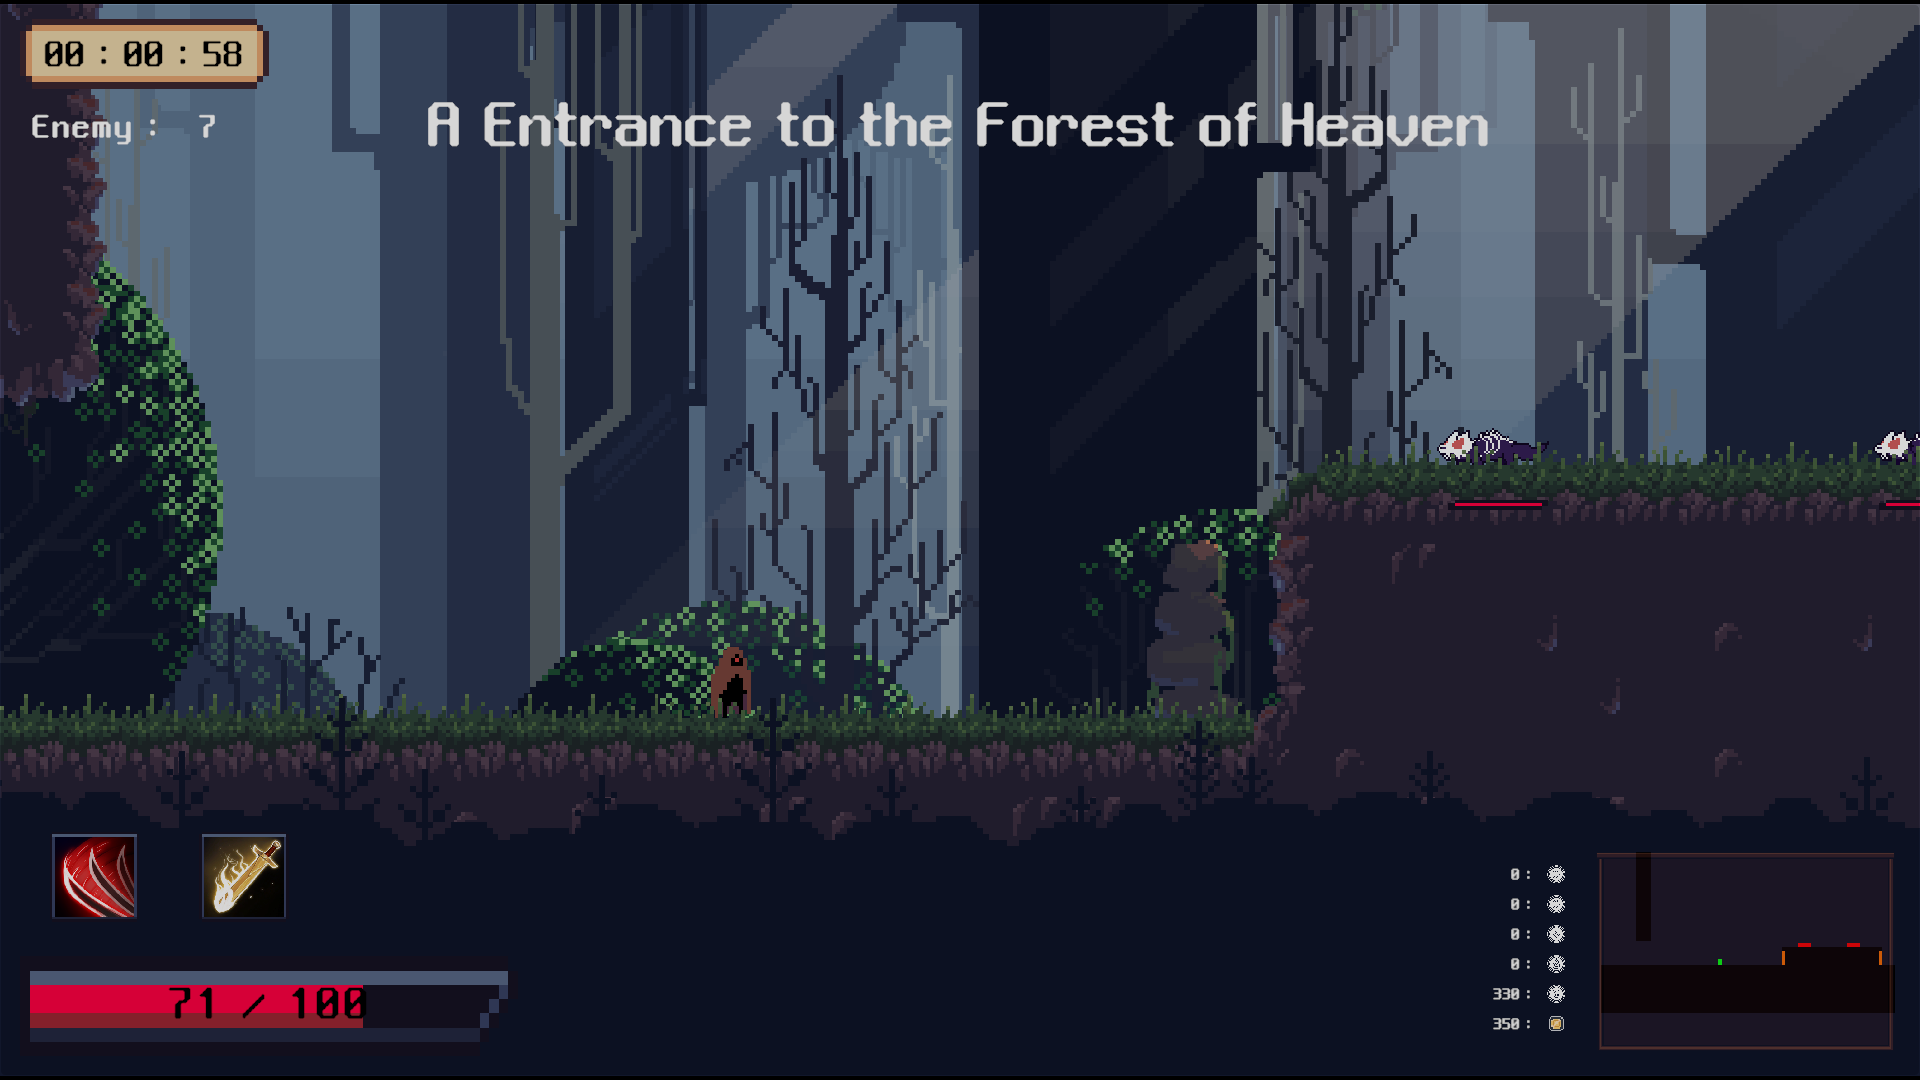 00 : 00 : 58
Enemy : 7
A Entrance to the Forest of Heaven
71 / 100
0 :
0 :
0 :
0 :
330 :
350 :